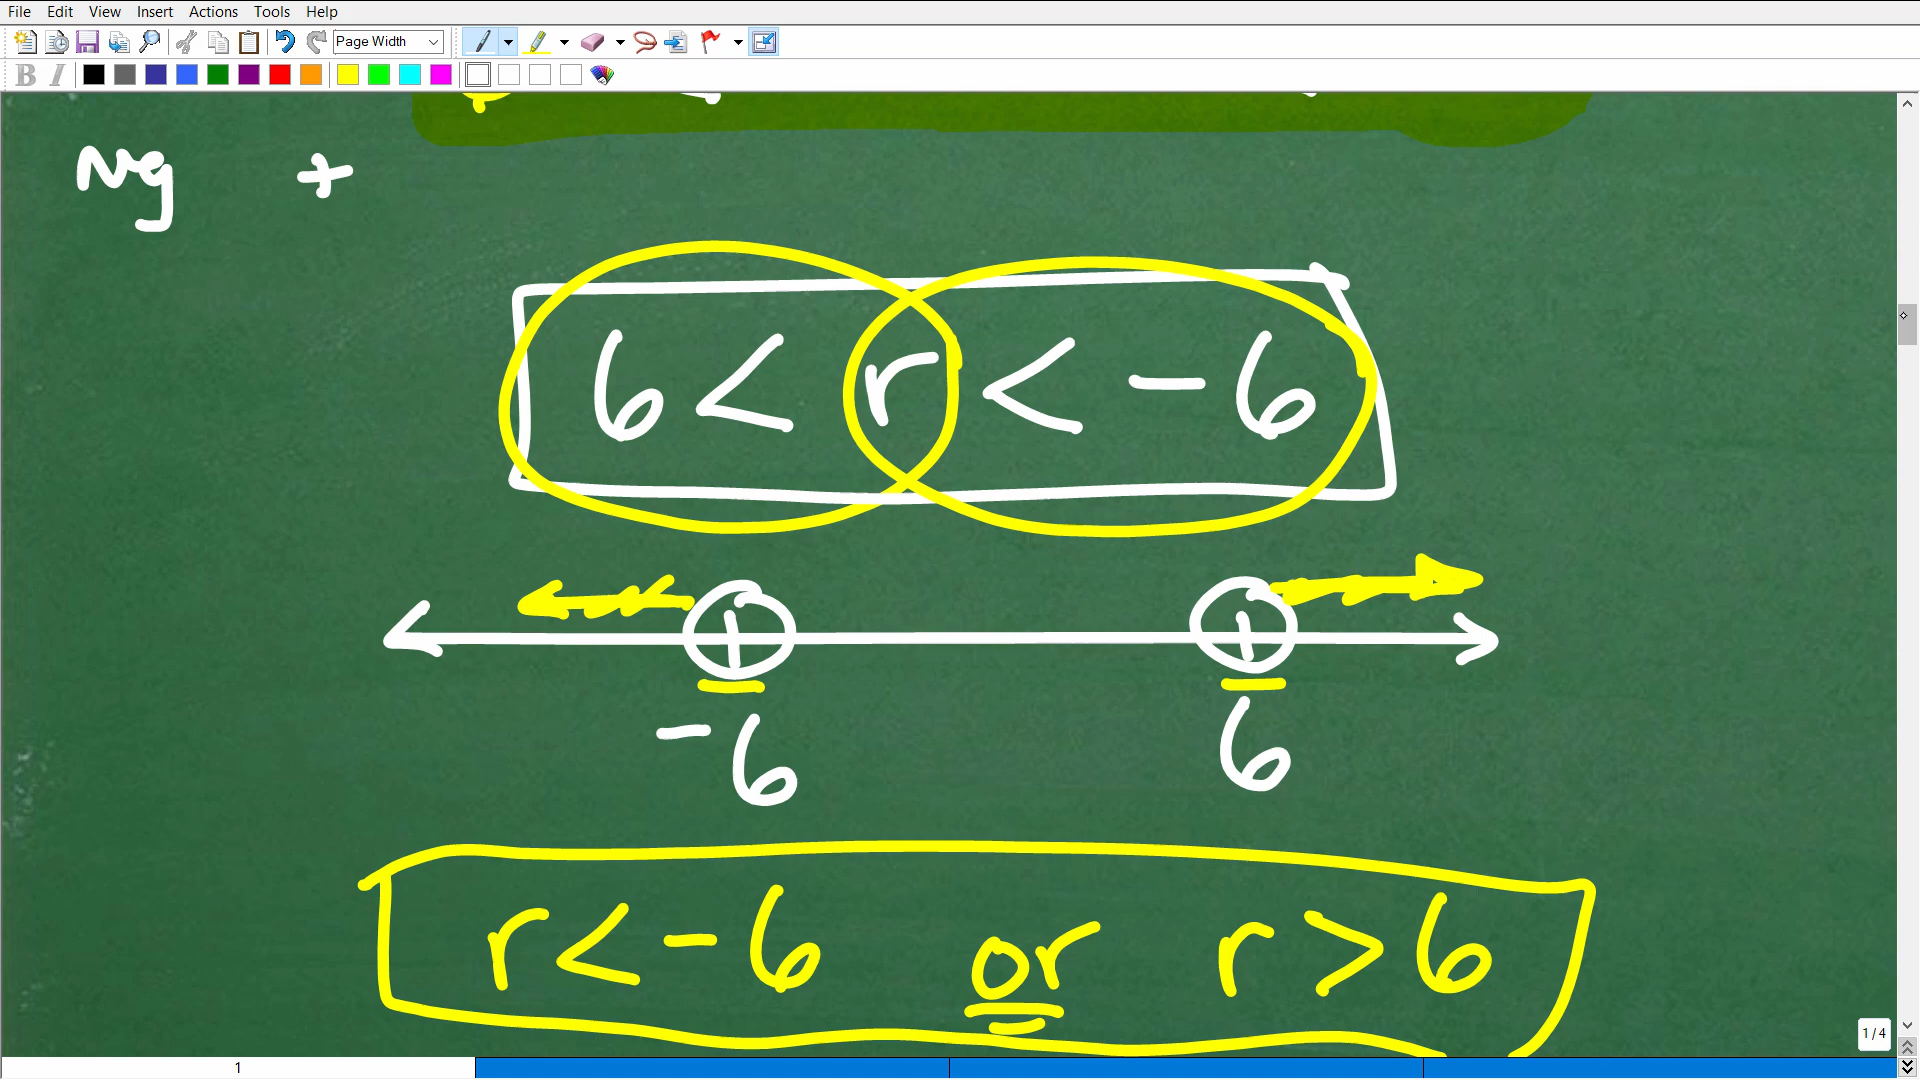 File Edit View Insert Actions Tools Help
Page Width
B I
Ng +
6 < r < -6
-6 6
r < -6 or r > 6
1 / 4
1